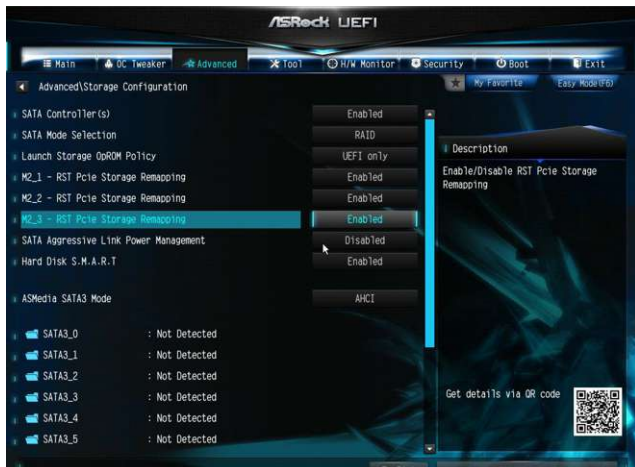 ASRock UEFI
Main OC Tweaker Advanced Tool H/W Monitor Security Boot Exit
Advanced\Storage Configuration My Favorite Easy Mode(F6)
SATA Controller(s) Enabled
SATA Mode Selection RAID
Launch Storage OpROM Policy UEFI only
M2_1 - RST Pcie Storage Remapping Enabled
M2_2 - RST Pcie Storage Remapping Enabled
M2_3 - RST Pcie Storage Remapping Enabled
SATA Aggressive Link Power Management Disabled
Hard Disk S.M.A.R.T Enabled
ASMedia SATA3 Mode AHCI
SATA3_0 : Not Detected
SATA3_1 : Not Detected
SATA3_2 : Not Detected
SATA3_3 : Not Detected
SATA3_4 : Not Detected
SATA3_5 : Not Detected
Description
Enable/Disable RST Pcie Storage
Remapping
Get details via QR code